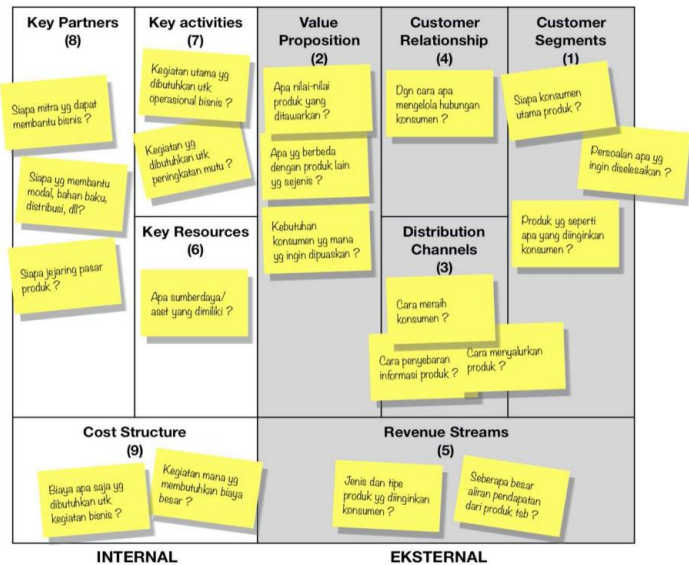 Key Partners
(8)
Siapa mitra yg dapat
membantu bisnis ?
Siapa yg membantu
modal, bahan baku,
distribusi, dll?
Siapa jejaring pasar
produk ?
Key activities
(7)
Kegiatan utama yg
dibutuhkan utk
operasional bisnis ?
Kegiatan yg
dibutuhkan utk
peningkatan mutu ?
Key Resources
(6)
Apa sumberdaya/
aset yang dimiliki ?
Value
Proposition
(2)
Apa nilai-nilai
produk yang
ditawarkan ?
Apa yg berbeda
dengan produk lain
yg sejenis ?
Kebutuhan
konsumen yg mana
yg ingin dipuaskan ?
Customer
Relationship
(4)
Dgn cara apa
mengelola hubungan
konsumen ?
Distribution
Channels
(3)
Cara meraih
konsumen ?
Cara penyebaran
informasi produk ?
Cara menyalurkan
produk ?
Customer
Segments
(1)
Siapa konsumen
utama produk ?
Persoalan apa yg
ingin diselesaikan ?
Produk yg seperti
apa yang diinginkan
konsumen ?
Cost Structure
(9)
Biaya apa saja yg
dibutuhkan utk
kegiatan bisnis ?
Kegiatan mana yg
membutuhkan biaya
besar ?
Revenue Streams
(5)
Jenis dan tipe
produk yg diinginkan
konsumen ?
Seberapa besar
aliran pendapatan
dari produk tsb ?
INTERNAL
EKSTERNAL